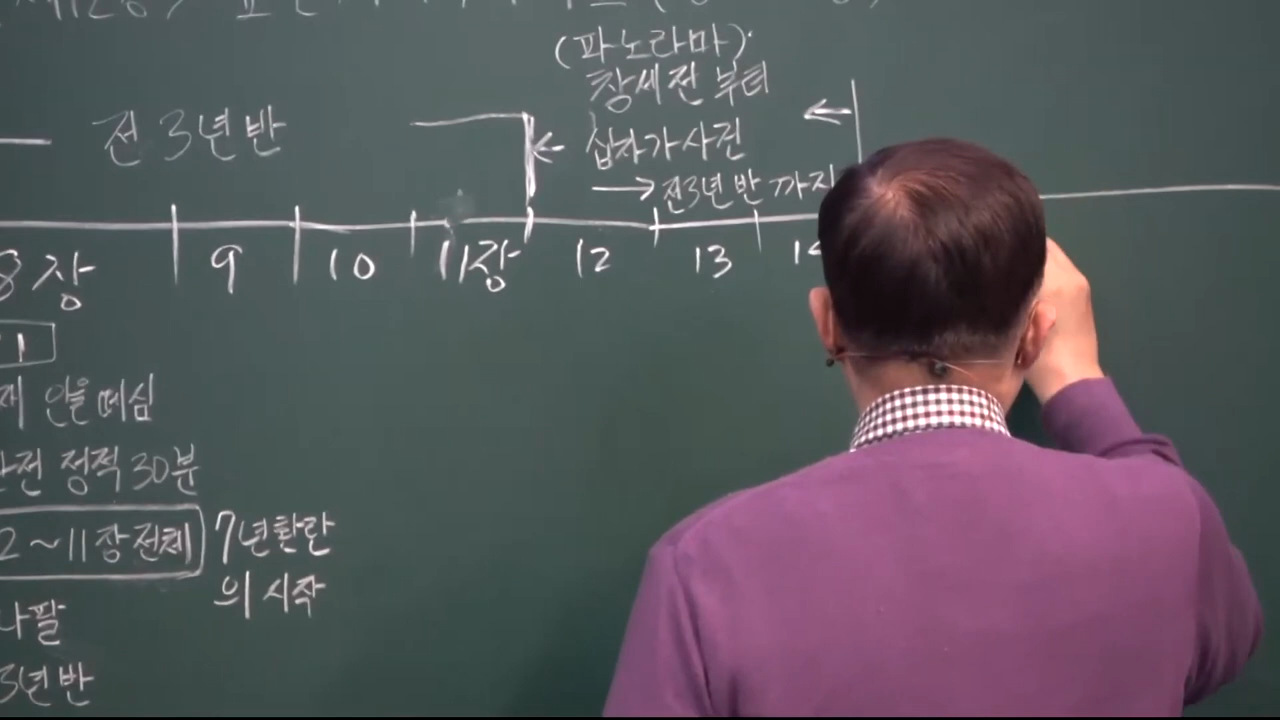 (파노라마)
창세전 부터
전 3년반
십자가사건
전3년반 까지
8장 9 10 11장 12 13
1
인을 떼심
정적 30분
2~11장 전체 7년환란
의 시작
나팔
3년반